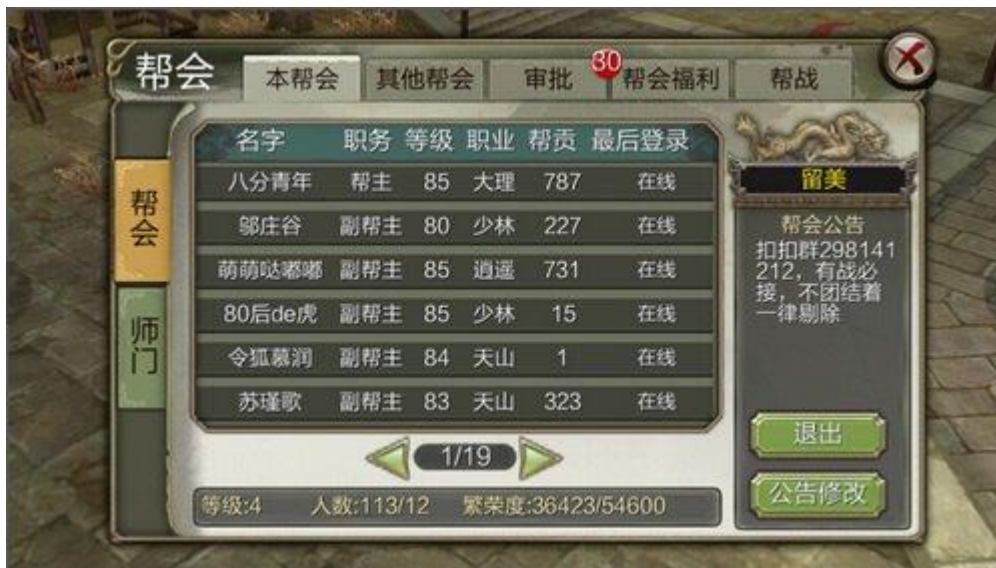 帮会
本帮会 其他帮会 审批 30 帮会福利 帮战
帮会
师门
名字 职务 等级 职业 帮贡 最后登录
八分青年 帮主 85 大理 787 在线
邬庄谷 副帮主 80 少林 227 在线
萌萌哒嘟嘟 副帮主 85 逍遥 731 在线
80后de虎 副帮主 85 少林 15 在线
令狐慕润 副帮主 84 天山 1 在线
苏瑾歌 副帮主 83 天山 323 在线
1/19
等级:4 人数:113/12 繁荣度:36423/54600
留美
帮会公告
扣扣群298141
212，有战必
接，不团结着
一律剔除
退出
公告修改